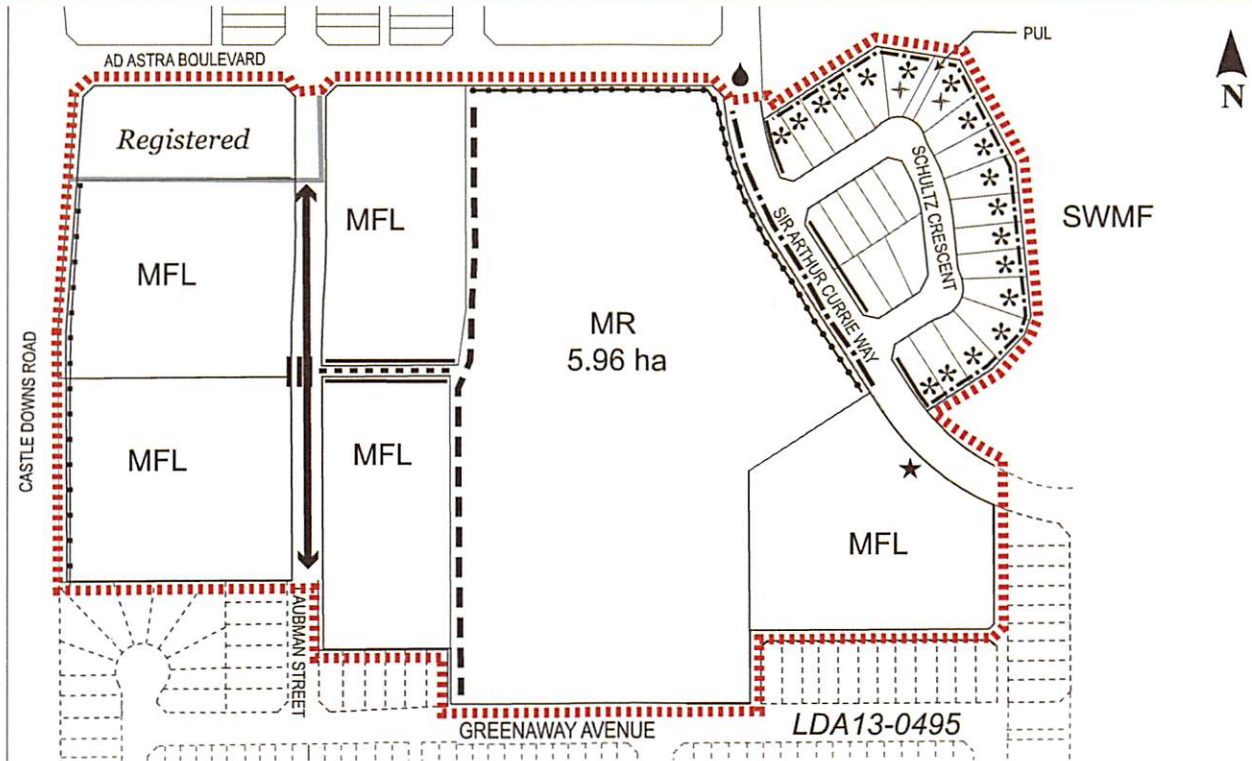 PUL
AD ASTRA BOULEVARD
N
Registered
SCHULTZ CRESCENT
MFL
SIR ARTHUR CURRIE WAY
SWMF
MFL
MR
5.96 ha
CASTLE DOWNS ROAD
MFL
MFL
MFL
AUBMAN STREET
GREENAWAY AVENUE
LDA13-0495